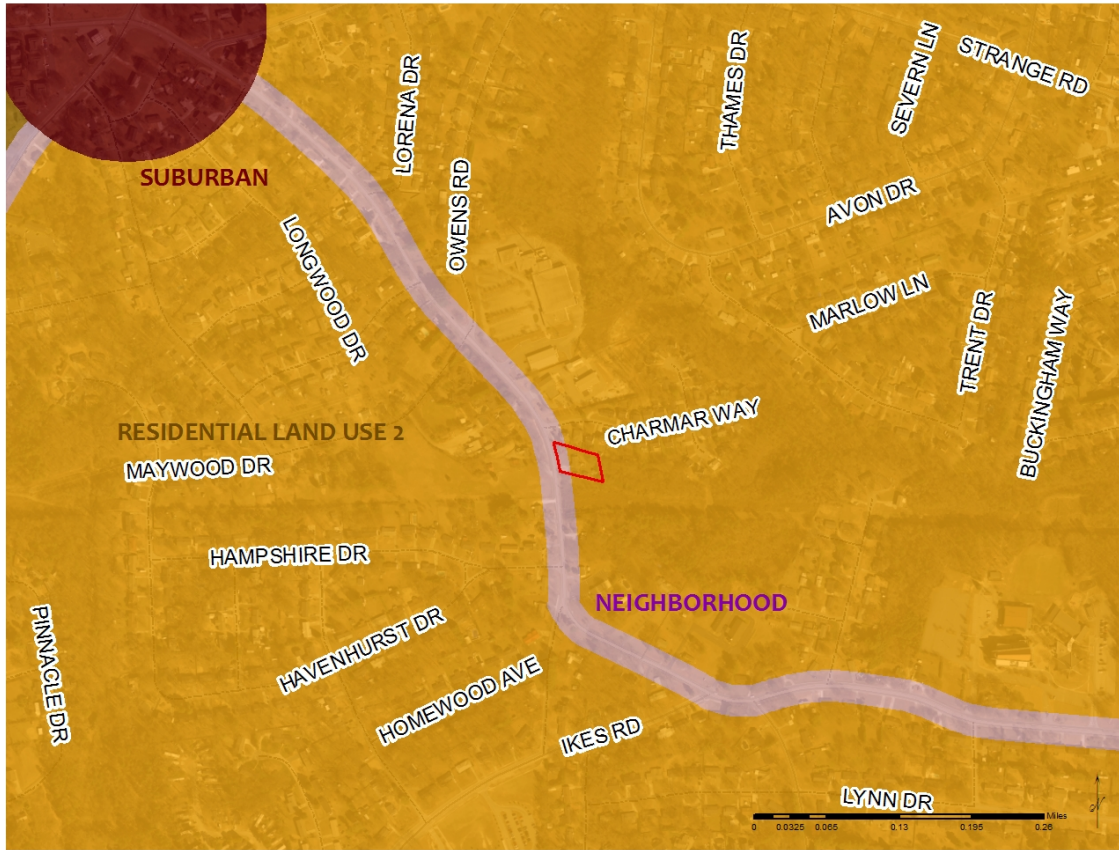 STRANGE RD
SEVERN LN
THAMES DR
LORENA DR
SUBURBAN
OWENS RD
AVON DR
LONGWOOD DR
MARLOW LN
TRENT DR
BUCKINGHAM WAY
CHARMAR WAY
RESIDENTIAL LAND USE 2
MAYWOOD DR
HAMPSHIRE DR
NEIGHBORHOOD
PINNACLE DR
HAVENHURST DR
HOMEWOOD AVE
IKES RD
LYNN DR
Miles
0 0.0325 0.065 0.13 0.195 0.26